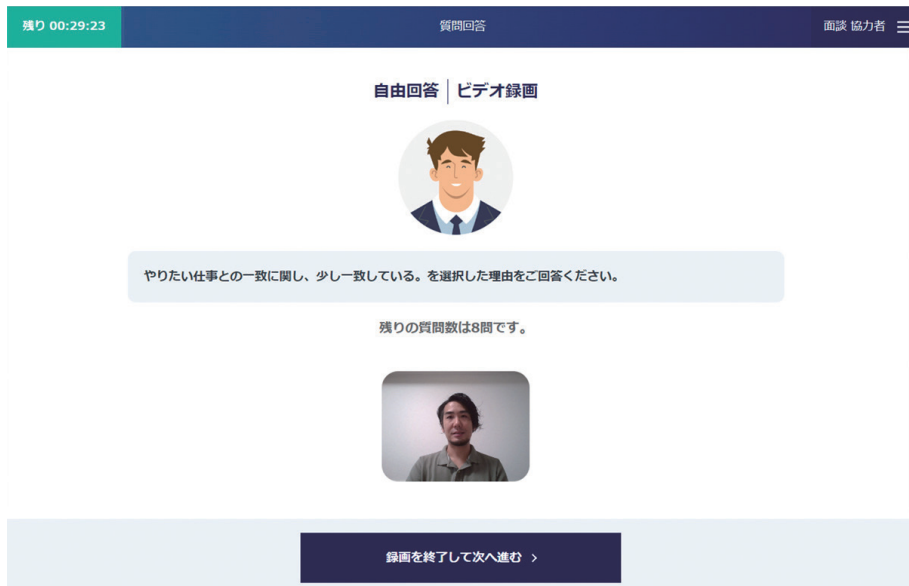 残り 00:29:23
質問回答
面談 協力者
自由回答
ビデオ録画
やりたい仕事との一致に関し、少し一致している。を選択した理由をご回答ください。
残りの質問数は8問です。
録画を終了して次へ進む